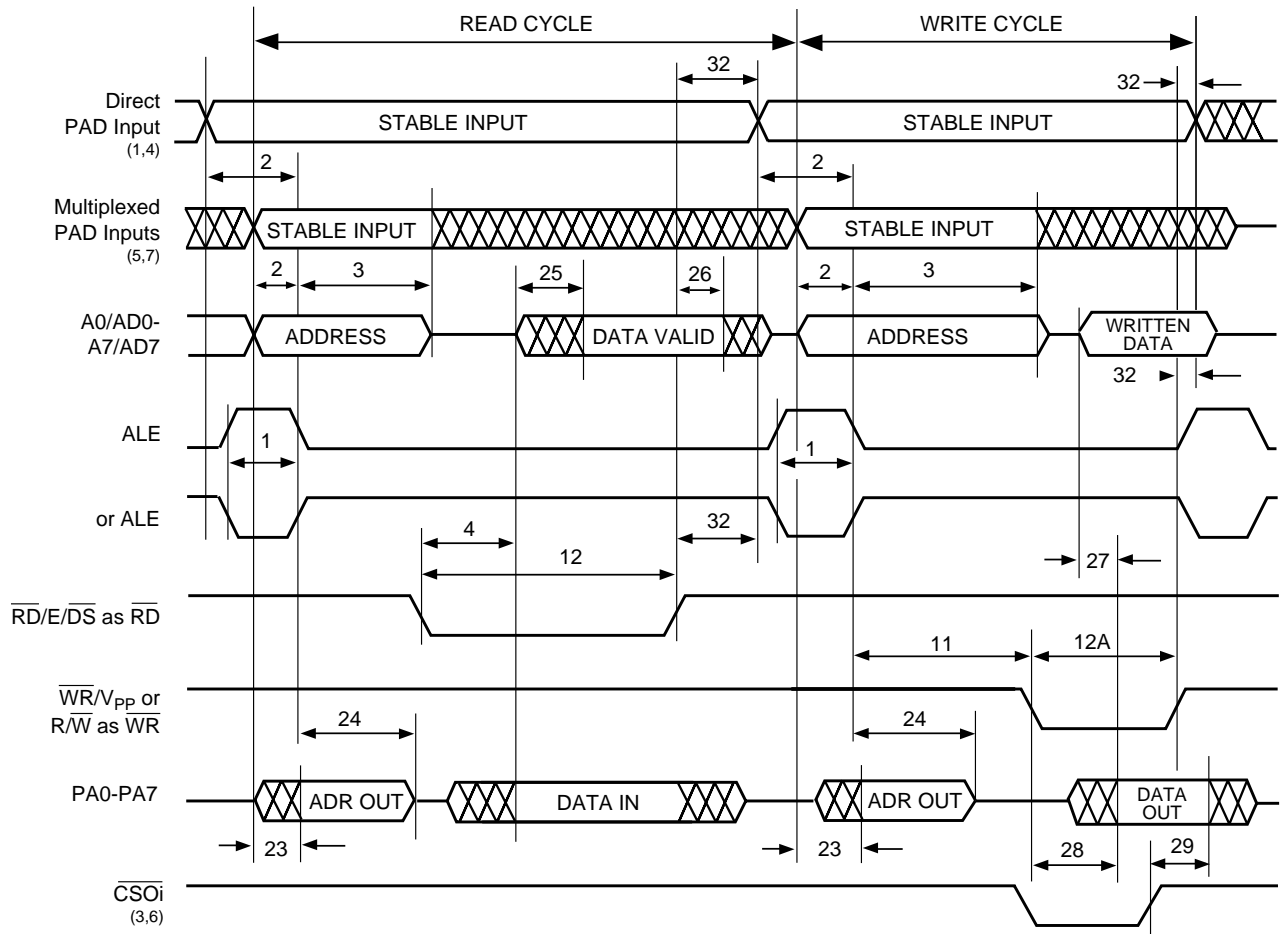 READ CYCLE
WRITE CYCLE
32
32
Direct
PAD Input
(1,4)
STABLE INPUT
STABLE INPUT
2
2
Multiplexed
PAD Inputs
(5,7)
STABLE INPUT
STABLE INPUT
2
3
25
26
2
3
A0/AD0-
A7/AD7
ADDRESS
DATA VALID
ADDRESS
WRITTEN
DATA
32
ALE
1
1
or ALE
4
32
12
27
RD/E/DS as RD
11
12A
WR/VPP or
R/W as WR
24
24
PA0-PA7
ADR OUT
DATA IN
ADR OUT
DATA
OUT
23
23
28
29
CSOi
(3,6)